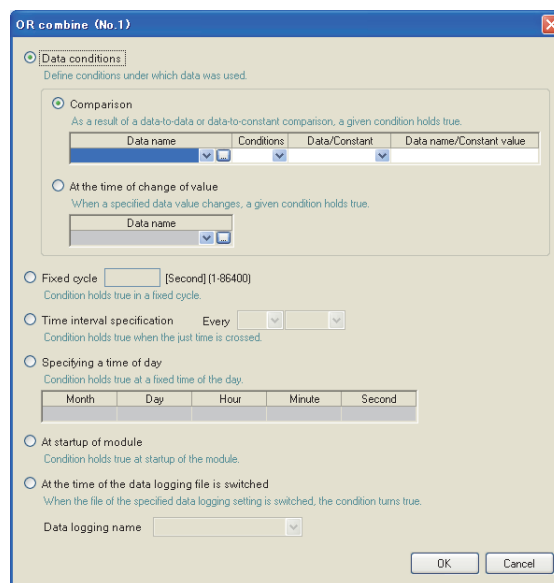 OR combine (No.1)
Data conditions
Define conditions under which data was used.
Comparison
As a result of a data-to-data or data-to-constant comparison, a given condition holds true.
Data name Conditions Data/Constant Data name/Constant value
At the time of change of value
When a specified data value changes, a given condition holds true.
Data name
Fixed cycle [Second] (1-86400)
Condition holds true in a fixed cycle.
Time interval specification Every
Condition holds true when the just time is crossed.
Specifying a time of day
Condition holds true at a fixed time of the day.
Month Day Hour Minute Second
At startup of module
Condition holds true at startup of the module.
At the time of the data logging file is switched
When the file of the specified data logging setting is switched, the condition turns true.
Data logging name
OK Cancel